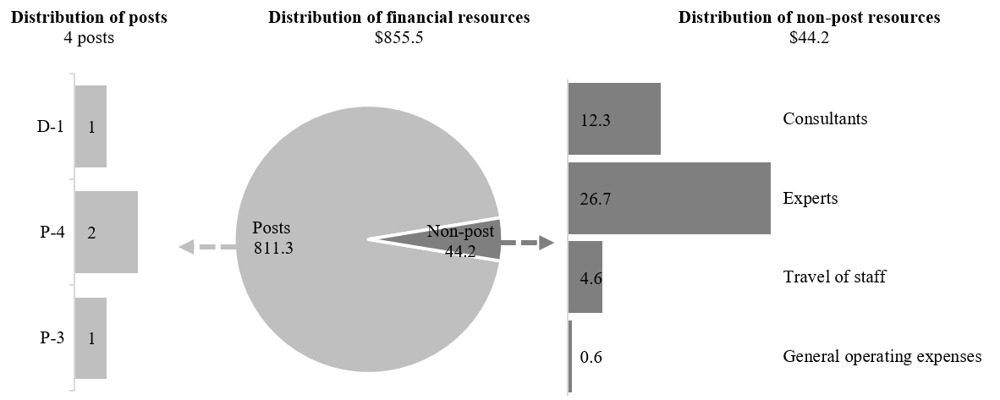 Distribution of posts
4 posts
D-1
1
P-4
2
P-3
1
Distribution of financial resources
$855.5
Posts
811.3
Non-post
44.2
Distribution of non-post resources
$44.2
12.3
Consultants
26.7
Experts
4.6
Travel of staff
0.6
General operating expenses